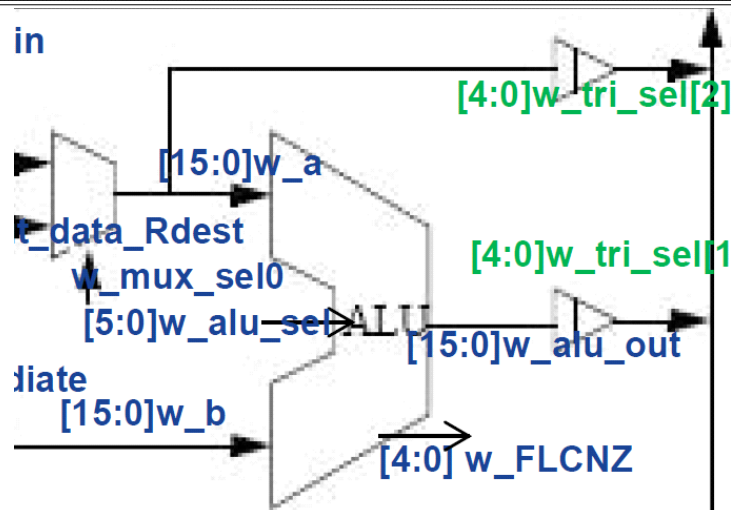 in
[4:0]w_tri_sel[2]
[15:0]w_a
t_data_Rdest
[4:0]w_tri_sel[1
w_mux_sel0
[5:0]w_alu_sel
ALU
[15:0]w_alu_out
diate
[15:0]w_b
[4:0] w_FLCNZ